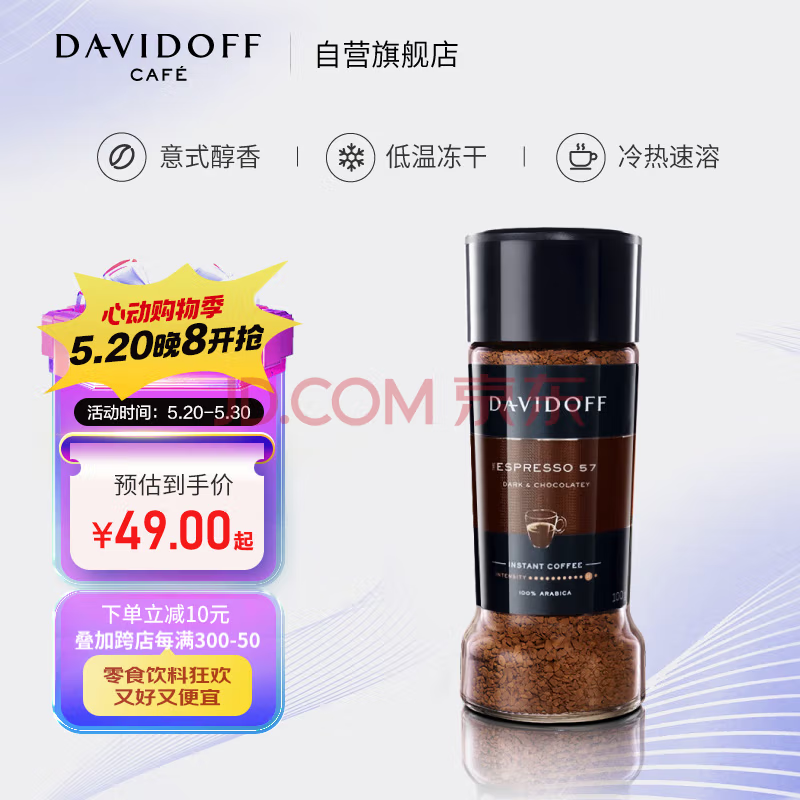 DAVIDOFF
CAFÉ
自营旗舰店
意式醇香
低温冻干
冷热速溶
心动购物季
5.20晚8开抢
活动时间：5.20-5.30
预估到手价
¥49.00起
下单立减10元
叠加跨店每满300-50
零食饮料狂欢
又好又便宜
JD.COM 京东
DAVIDOFF
ESPRESSO 57
DARK & CHOCOLATEY
INSTANT COFFEE
INTENSITY
100% ARABICA
100